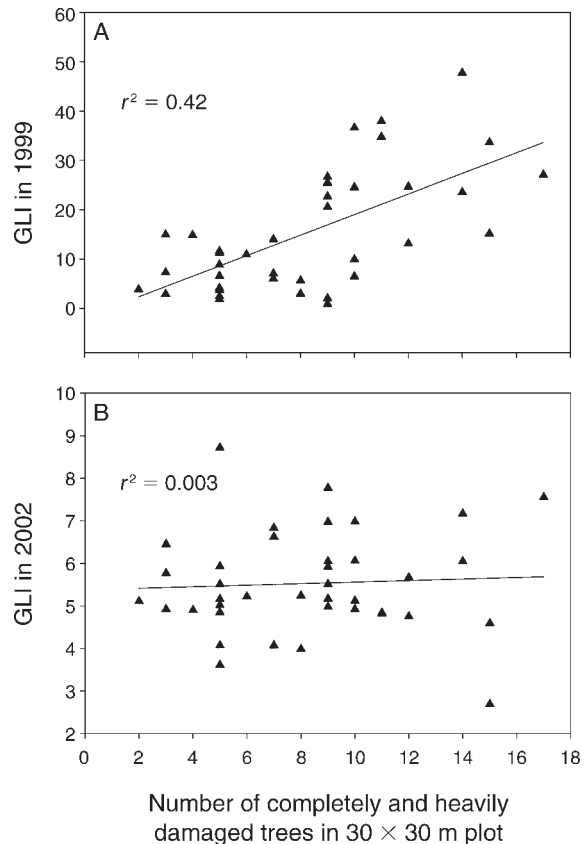 A
r² = 0.42
GLI in 1999
60
50
40
30
20
10
0
B
r² = 0.003
GLI in 2002
10
9
8
7
6
5
4
3
2
0 2 4 6 8 10 12 14 16 18
Number of completely and heavily
damaged trees in 30 × 30 m plot